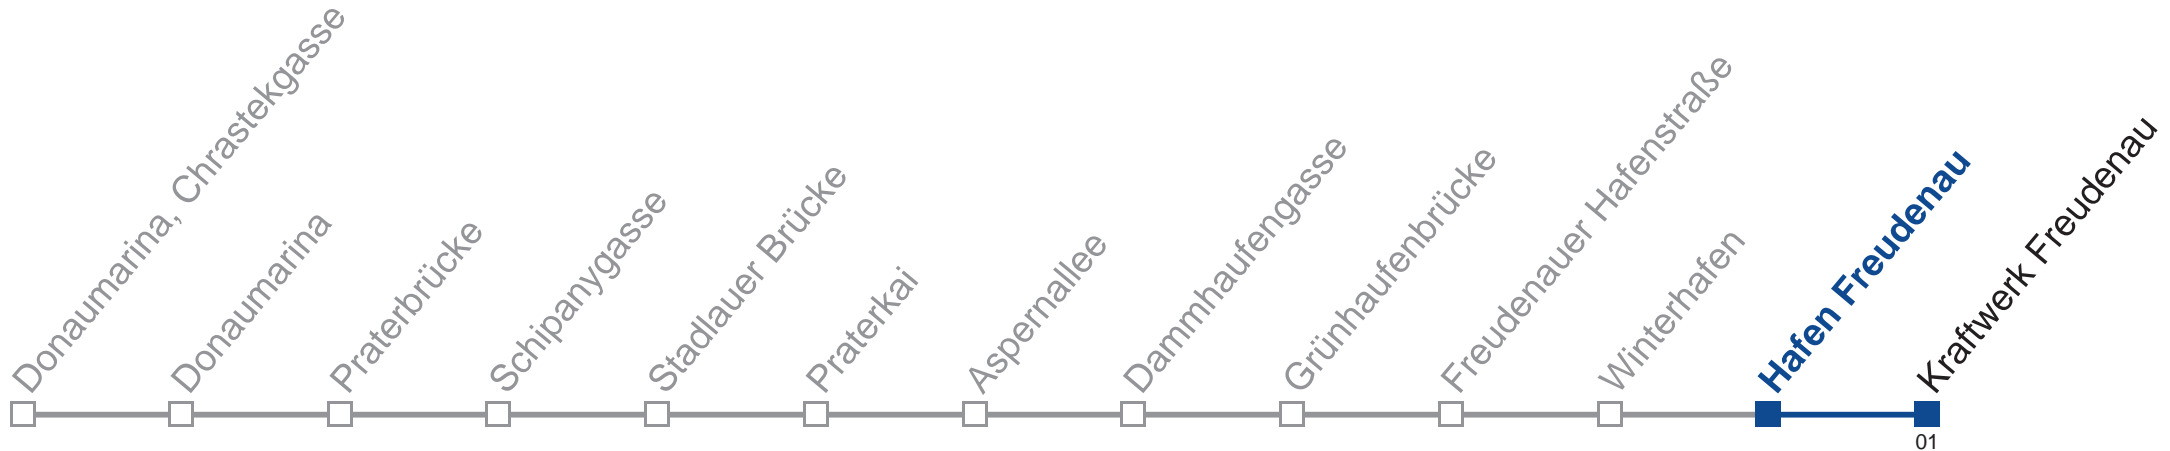 Donaumarina, Chrastekgasse
Donaumarina
Praterbrücke
Schipanygasse
Stadlauer Brücke
Praterkai
Aspernallee
Dammhaufengasse
Grünhaufenbrücke
Freudenauer Hafenstraße
Winterhafen
Hafen Freudenau
Kraftwerk Freudenau
01